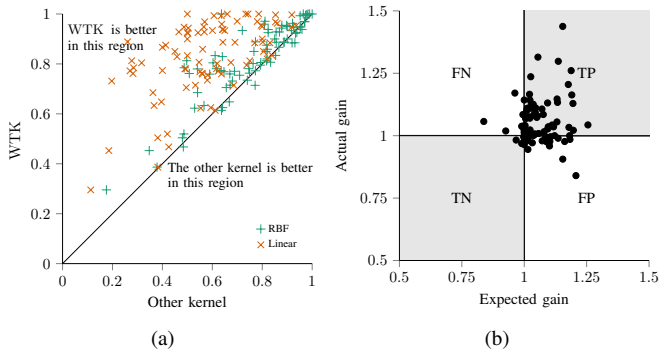 WTK is better
in this region
The other kernel is better
in this region
RBF
Linear
WTK
1
0.8
0.6
0.4
0.2
0
0
0.2
0.4
0.6
0.8
1
Other kernel
(a)
FN
TP
TN
FP
Actual gain
1.5
1.25
1
0.75
0.5
0.5
0.75
1
1.25
1.5
Expected gain
(b)